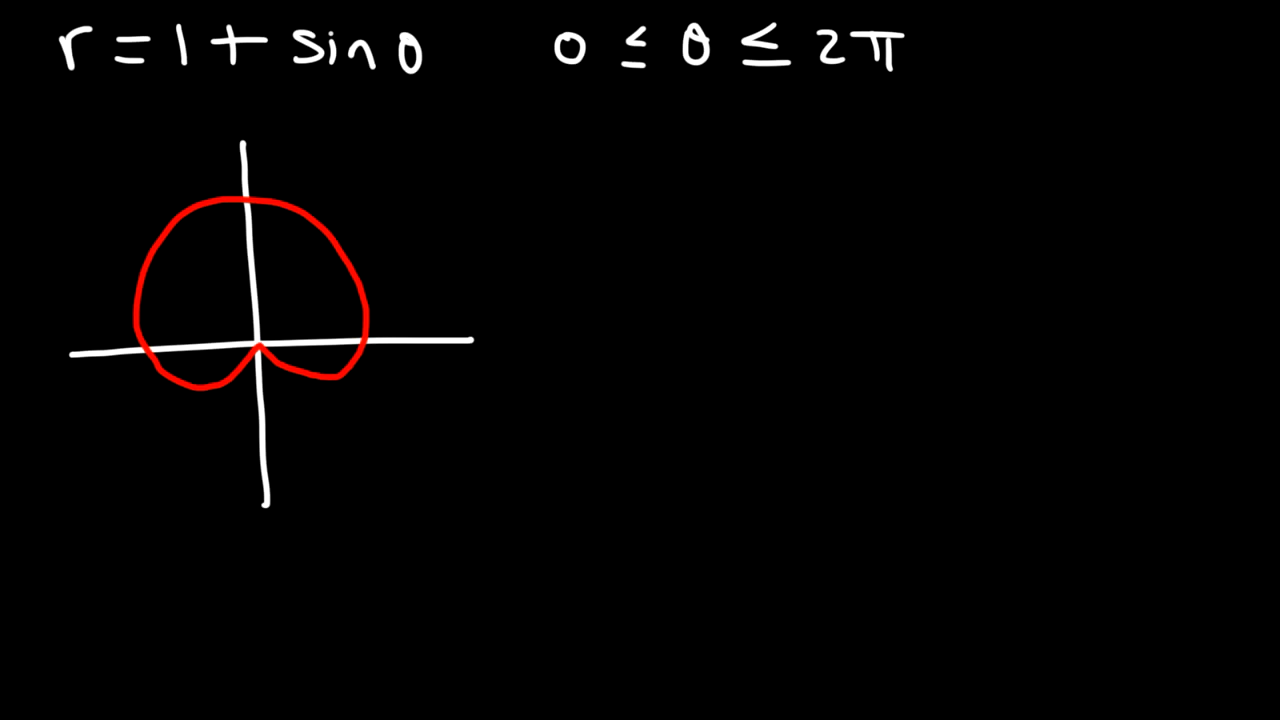 r = 1 + sin θ 0 ≤ θ ≤ 2π